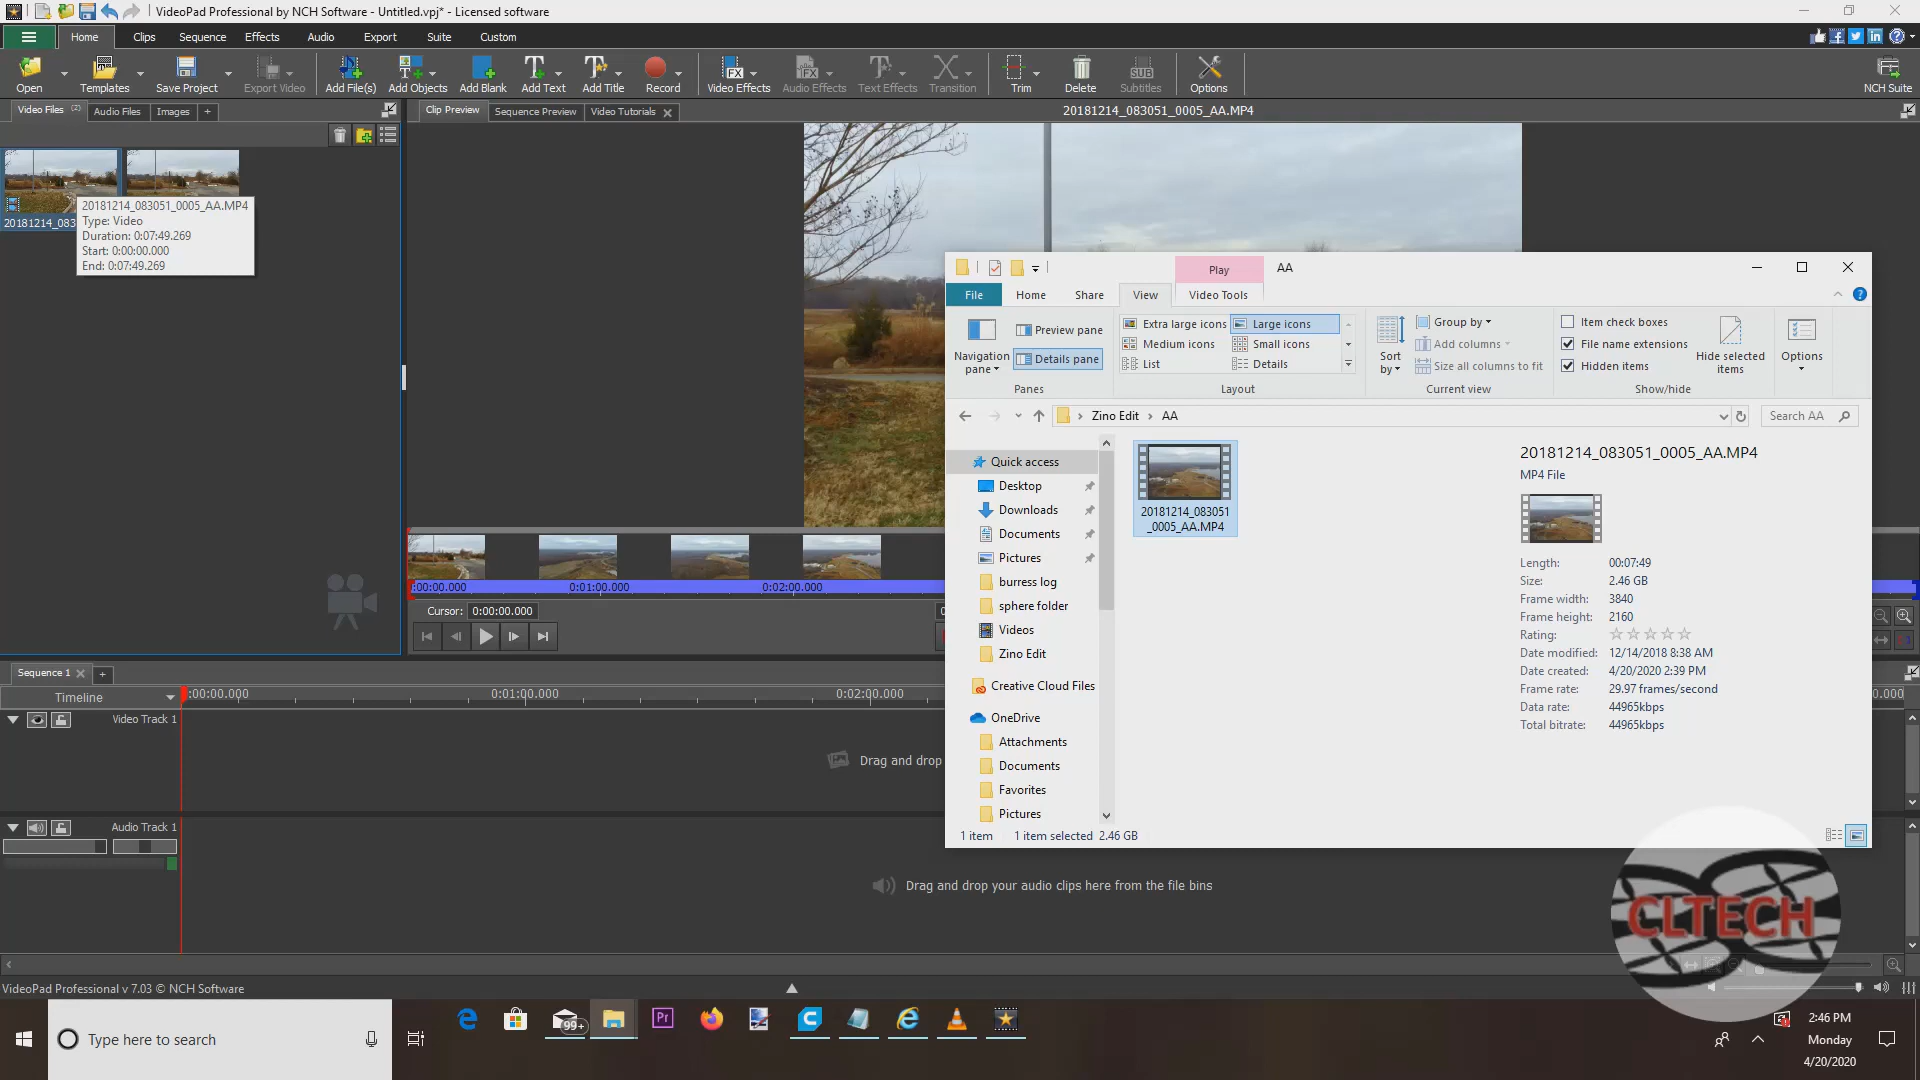 VideoPad Professional by NCH Software - Untitled.vpj* - Licensed software
Home Clips Sequence Effects Audio Export Suite Custom
Open Templates Save Project Export Video Add File(s) Add Objects Add Blank Add Text Add Title Record Video Effects Audio Effects Text Effects Transition Trim Delete Subtitles Options NCH Suite
Video Files (2) Audio Files Images +
Clip Preview Sequence Preview Video Tutorials
20181214_083051_0005_AA.MP4
20181214_083
20181214_083051_0005_AA.MP4
Type: Video
Duration: 0:07:49.269
Start: 0:00:00.000
End: 0:07:49.269
Play AA
File Home Share View Video Tools
Navigation pane
Preview pane
Details pane
Panes
Extra large icons Large icons
Medium icons Small icons
List Details
Layout
Sort by
Group by
Add columns
Size all columns to fit
Current view
Item check boxes
File name extensions
Hidden items
Hide selected items
Show/hide
Options
Zino Edit AA
Search AA
Quick access
Desktop
Downloads
Documents
Pictures
burress log
sphere folder
Videos
Zino Edit
Creative Cloud Files
OneDrive
Attachments
Documents
Favorites
Pictures
20181214_083051
_0005_AA.MP4
20181214_083051_0005_AA.MP4
MP4 File
Length: 00:07:49
Size: 2.46 GB
Frame width: 3840
Frame height: 2160
Rating:
Date modified: 12/14/2018 8:38 AM
Date created: 4/20/2020 2:39 PM
Frame rate: 29.97 frames/second
Data rate: 44965kbps
Total bitrate: 44965kbps
1 item 1 item selected 2.46 GB
:00:00.000 0:01:00.000 0:02:00.000
Cursor: 0:00:00.000
Sequence 1 +
Timeline :00:00.000 0:01:00.000 0:02:00.000 0.000
Video Track 1
Drag and drop
Audio Track 1
Drag and drop your audio clips here from the file bins
CLTECH
VideoPad Professional v 7.03 © NCH Software
Type here to search
99+
Pr
2:46 PM
Monday
4/20/2020